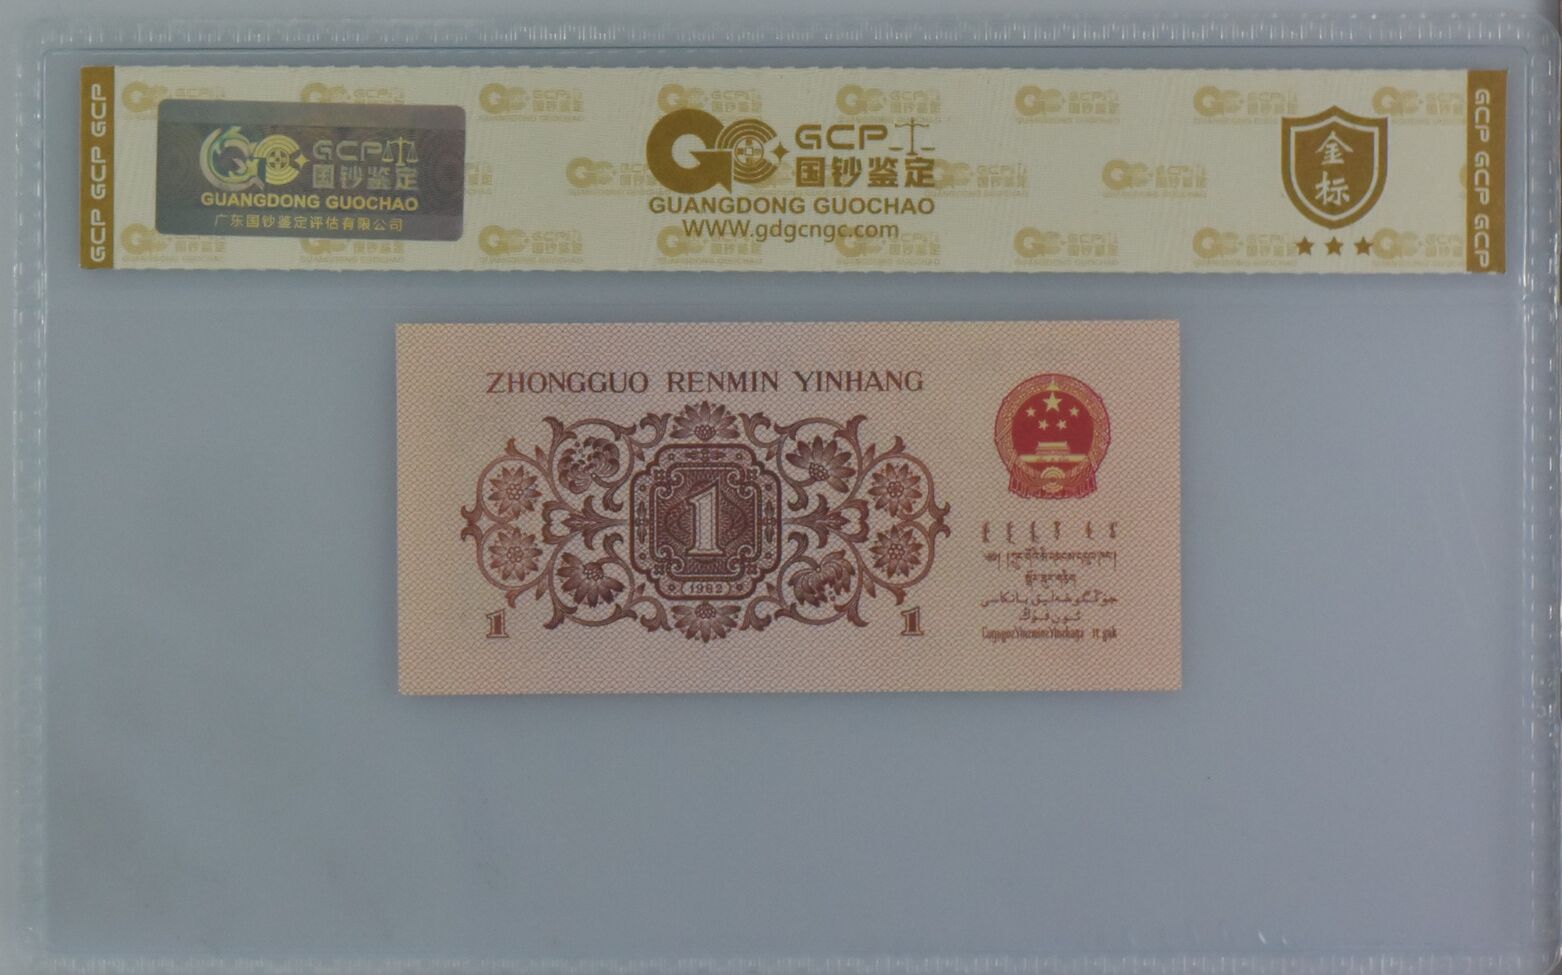 GCP GCP GCP
GCP 国钞鉴定
GUANGDONG GUOCHAO
广东国钞鉴定评估有限公司
GCP
国钞鉴定
GUANGDONG GUOCHAO
WWW.gdgcngc.com
金标
GCP GCP GCP
ZHONGGUO RENMIN YINHANG
1
(1962)
1
1